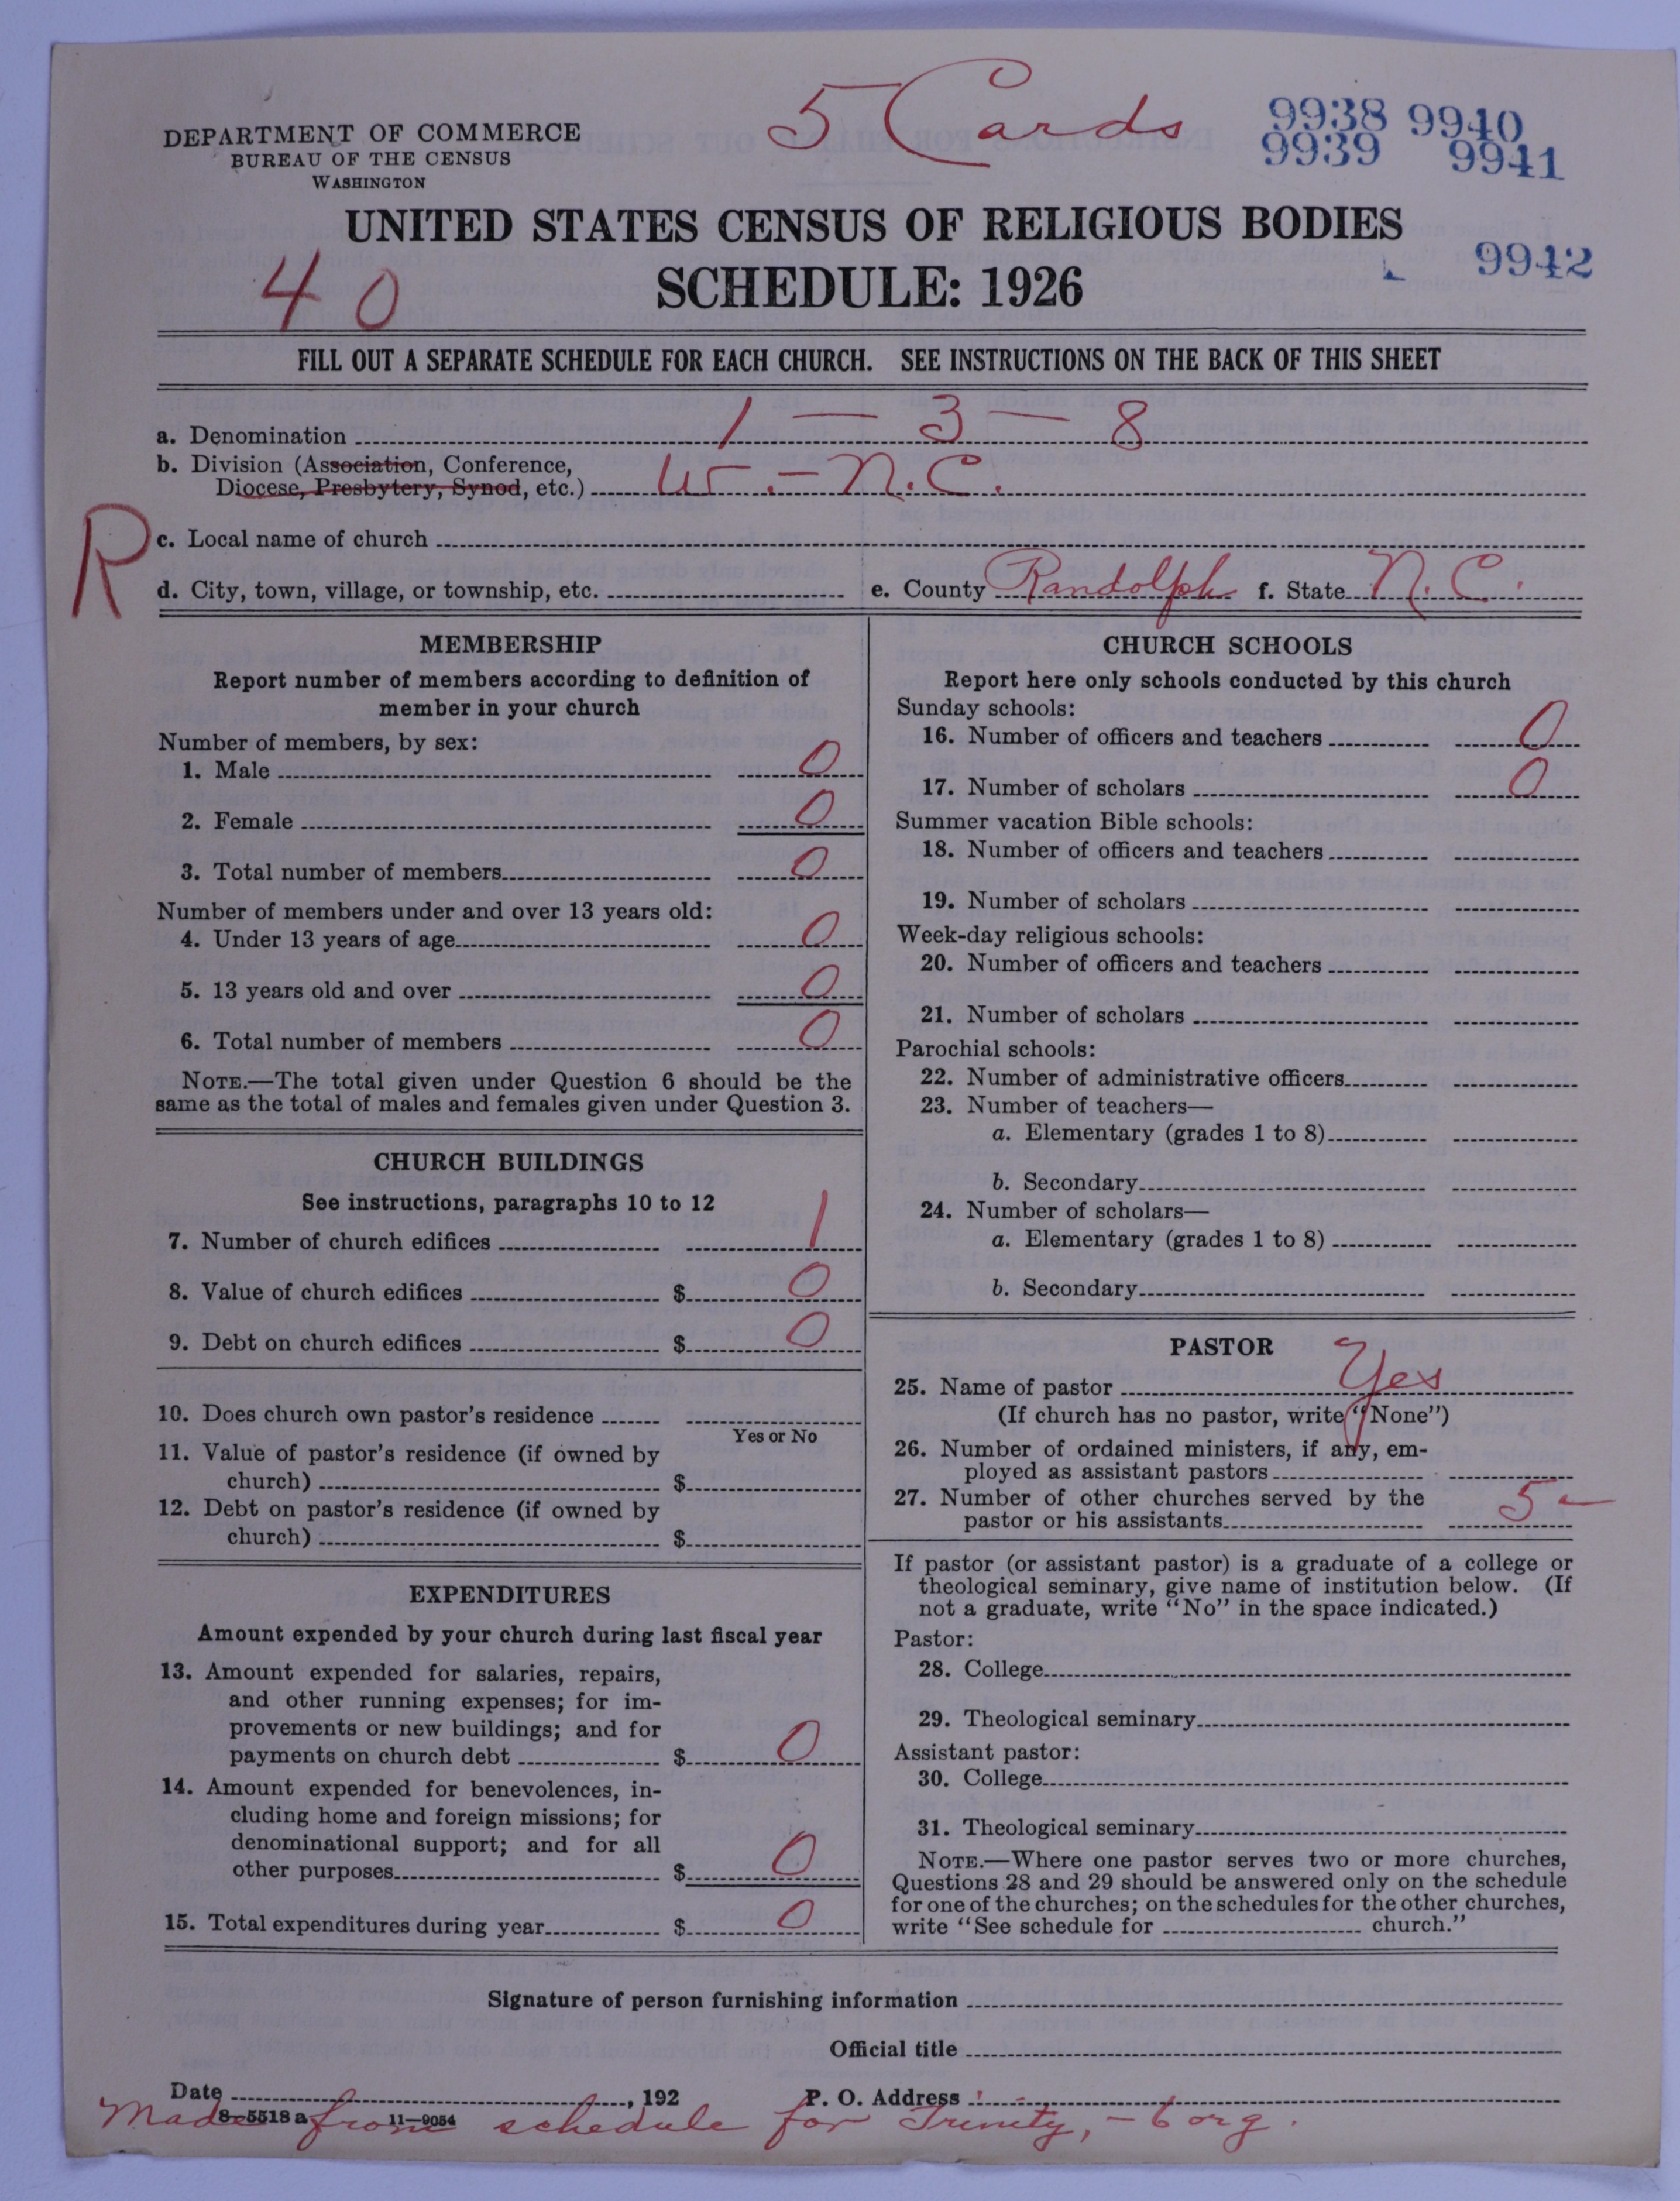 5 Cards
9938 9940
9939 9941
9942
DEPARTMENT OF COMMERCE
BUREAU OF THE CENSUS
WASHINGTON
UNITED STATES CENSUS OF RELIGIOUS BODIES
SCHEDULE: 1926
40
FILL OUT A SEPARATE SCHEDULE FOR EACH CHURCH. SEE INSTRUCTIONS ON THE BACK OF THIS SHEET
a. Denomination 1 — 3 — 8
b. Division (Association, Conference,
Diocese, Presbytery, Synod, etc.) W. - N.C.
R
c. Local name of church
d. City, town, village, or township, etc. e. County Randolph f. State N.C.
MEMBERSHIP
Report number of members according to definition of
member in your church
Number of members, by sex:
1. Male 0
2. Female 0
3. Total number of members 0
Number of members under and over 13 years old:
4. Under 13 years of age 0
5. 13 years old and over 0
6. Total number of members 0
NOTE.—The total given under Question 6 should be the
same as the total of males and females given under Question 3.
CHURCH BUILDINGS
See instructions, paragraphs 10 to 12
7. Number of church edifices 1
8. Value of church edifices $ 0
9. Debt on church edifices $ 0
10. Does church own pastor's residence
Yes or No
11. Value of pastor's residence (if owned by
church) $
12. Debt on pastor's residence (if owned by
church) $
EXPENDITURES
Amount expended by your church during last fiscal year
13. Amount expended for salaries, repairs,
and other running expenses; for im-
provements or new buildings; and for
payments on church debt $ 0
14. Amount expended for benevolences, in-
cluding home and foreign missions; for
denominational support; and for all
other purposes $ 0
15. Total expenditures during year $ 0
CHURCH SCHOOLS
Report here only schools conducted by this church
Sunday schools:
16. Number of officers and teachers 0
17. Number of scholars 0
Summer vacation Bible schools:
18. Number of officers and teachers
19. Number of scholars
Week-day religious schools:
20. Number of officers and teachers
21. Number of scholars
Parochial schools:
22. Number of administrative officers
23. Number of teachers—
a. Elementary (grades 1 to 8)
b. Secondary
24. Number of scholars—
a. Elementary (grades 1 to 8)
b. Secondary
PASTOR
25. Name of pastor Yes
(If church has no pastor, write "None")
26. Number of ordained ministers, if any, em-
ployed as assistant pastors
27. Number of other churches served by the
pastor or his assistants 5
If pastor (or assistant pastor) is a graduate of a college or
theological seminary, give name of institution below. (If
not a graduate, write "No" in the space indicated.)
Pastor:
28. College
29. Theological seminary
Assistant pastor:
30. College
31. Theological seminary
NOTE.—Where one pastor serves two or more churches,
Questions 28 and 29 should be answered only on the schedule
for one of the churches; on the schedules for the other churches,
write "See schedule for church."
Signature of person furnishing information
Official title
Date , 192 P. O. Address
8—5518 a 11—9054
Made from schedule for Trinity, - 6 org.